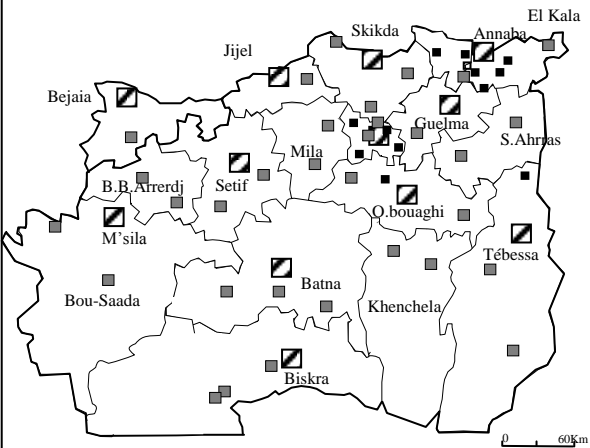 El Kala
Skikda
Annaba
Jijel
Bejaia
Guelma
S.Ahrras
Mila
B.B.Arrerdj
Setif
O.bouaghi
M'sila
Tébessa
Batna
Bou-Saada
Khenchela
Biskra
0 60Km